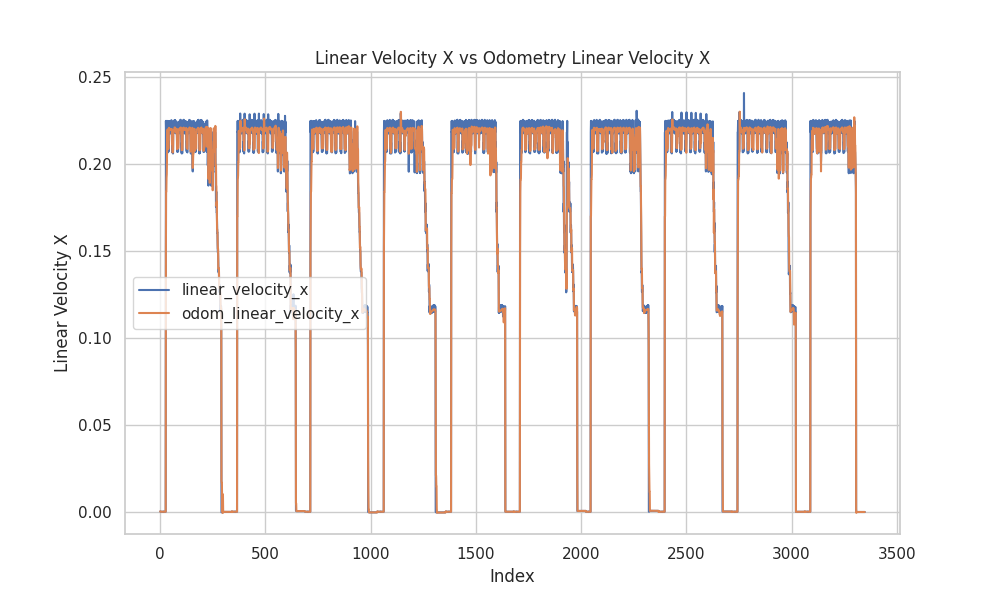 Linear Velocity X vs Odometry Linear Velocity X
0.25
0.20
0.15
0.10
0.05
0.00
Linear Velocity X
linear_velocity_x
odom_linear_velocity_x
0 500 1000 1500 2000 2500 3000 3500
Index